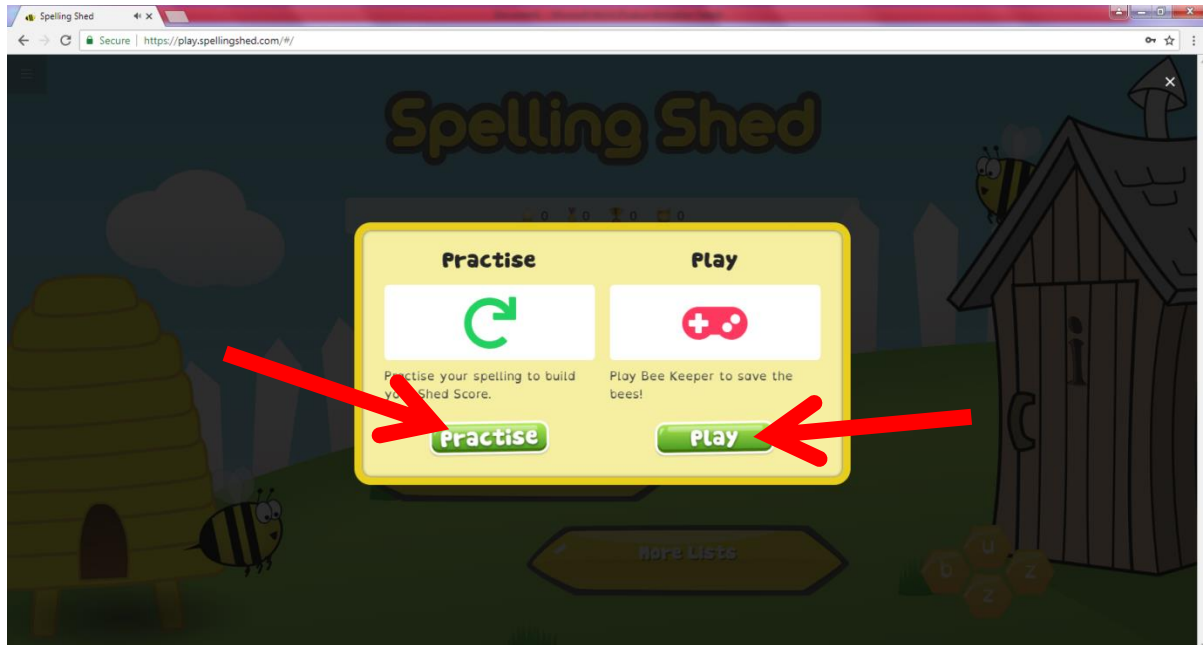 Spelling Shed
Secure | https://play.spellingshed.com/#/
Spelling Shed
0 0 0 0
Practise Play
Practise your spelling to build Play Bee Keeper to save the
Shed Score. bees!
Practise Play
More Lists
b u z z